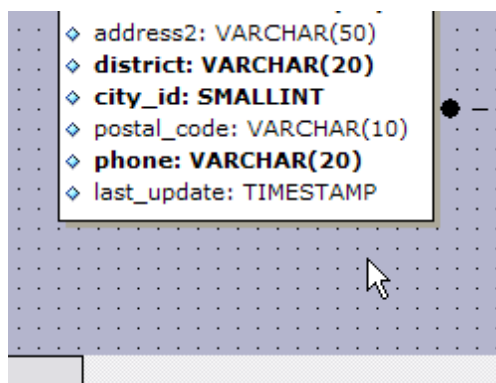 address2: VARCHAR(50)
district: VARCHAR(20)
city_id: SMALLINT
postal_code: VARCHAR(10)
phone: VARCHAR(20)
last_update: TIMESTAMP